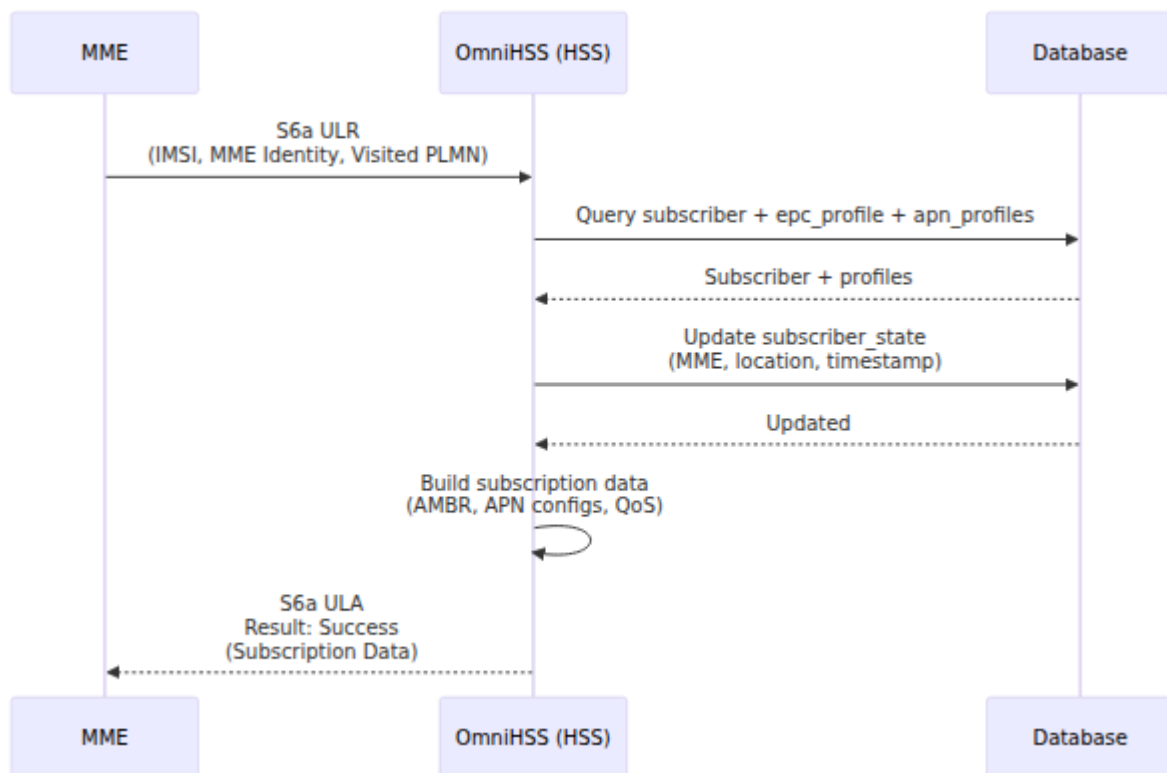 MME
OmniHSS (HSS)
Database
S6a ULR
(IMSI, MME Identity, Visited PLMN)
Query subscriber + epc_profile + apn_profiles
Subscriber + profiles
Update subscriber_state
(MME, location, timestamp)
Updated
Build subscription data
(AMBR, APN configs, QoS)
S6a ULA
Result: Success
(Subscription Data)
MME
OmniHSS (HSS)
Database